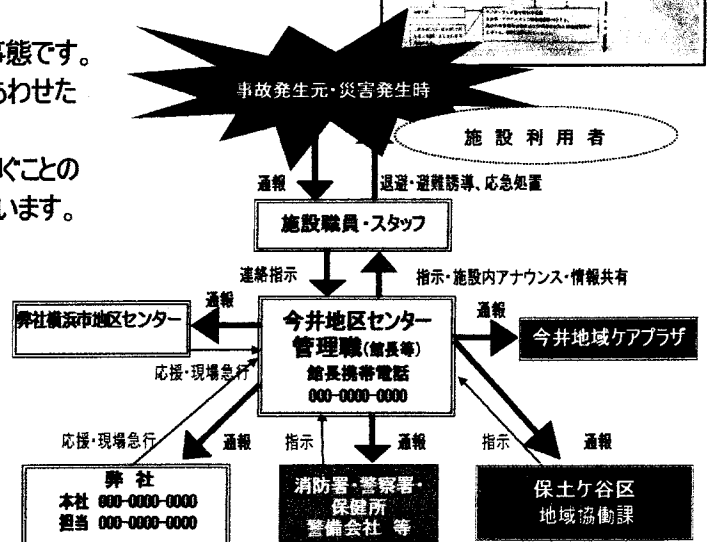 事態です。
あわせた
ぐことの
います。
事故発生元・災害発生時
施設利用者
通報
退避・避難誘導、応急処置
施設職員・スタッフ
連絡指示
指示・施設内アナウンス・情報共有
弊社横浜市地区センター
通報
今井地区センター
管理職(館長等)
館長携帯電話
000-0000-0000
通報
今井地域ケアプラザ
応援・現場急行
応援・現場急行
通報
指示
通報
指示
通報
弊 社
本社 000-0000-0000
担当 000-0000-0000
消防署・警察署・
保健所
警備会社 等
保土ケ谷区
地域協働課